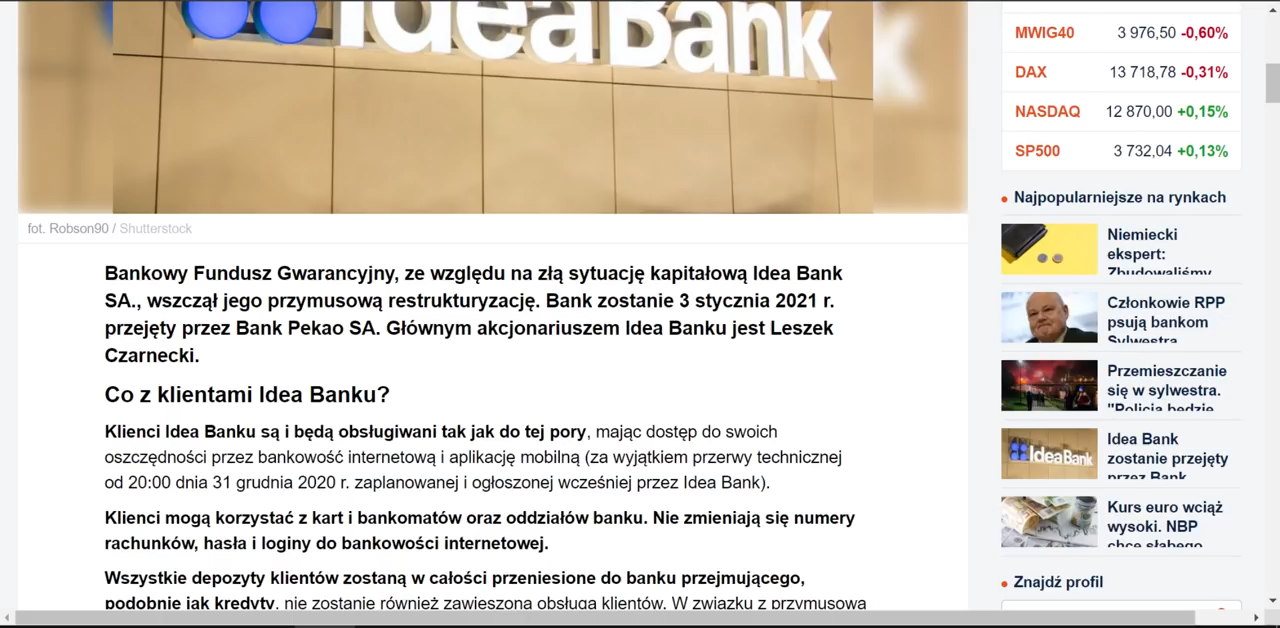 IdeaBank
fot. Robson90 / Shutterstock
Bankowy Fundusz Gwarancyjny, ze względu na złą sytuację kapitałową Idea Bank
SA., wszczął jego przymusową restrukturyzację. Bank zostanie 3 stycznia 2021 r.
przejęty przez Bank Pekao SA. Głównym akcjonariuszem Idea Banku jest Leszek
Czarnecki.
Co z klientami Idea Banku?
Klienci Idea Banku są i będą obsługiwani tak jak do tej pory, mając dostęp do swoich
oszczędności przez bankowość internetową i aplikację mobilną (za wyjątkiem przerwy technicznej
od 20:00 dnia 31 grudnia 2020 r. zaplanowanej i ogłoszonej wcześniej przez Idea Bank).
Klienci mogą korzystać z kart i bankomatów oraz oddziałów banku. Nie zmieniają się numery
rachunków, hasła i loginy do bankowości internetowej.
Wszystkie depozyty klientów zostaną w całości przeniesione do banku przejmującego,
podobnie jak kredyty, nie zostanie również zawieszona obsługa klientów. W związku z przymusową
MWIG40 3 976,50 -0,60%
DAX 13 718,78 -0,31%
NASDAQ 12 870,00 +0,15%
SP500 3 732,04 +0,13%
Najpopularniejsze na rynkach
Niemiecki
ekspert:
Zbudowaliśmy
Członkowie RPP
psują bankom
Sylwestra
Przemieszczanie
się w sylwestra.
"Policja będzie
IdeaBank
Idea Bank
zostanie przejęty
przez Bank
Kurs euro wciąż
wysoki. NBP
chce słabego
Znajdź profil